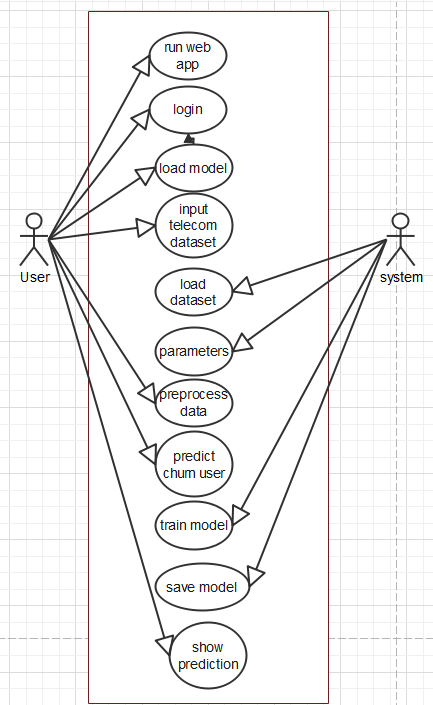 run web
app
login
load model
input
telecom
dataset
User
system
load
dataset
parameters
preprocess
data
predict
churn user
train model
save model
show
prediction